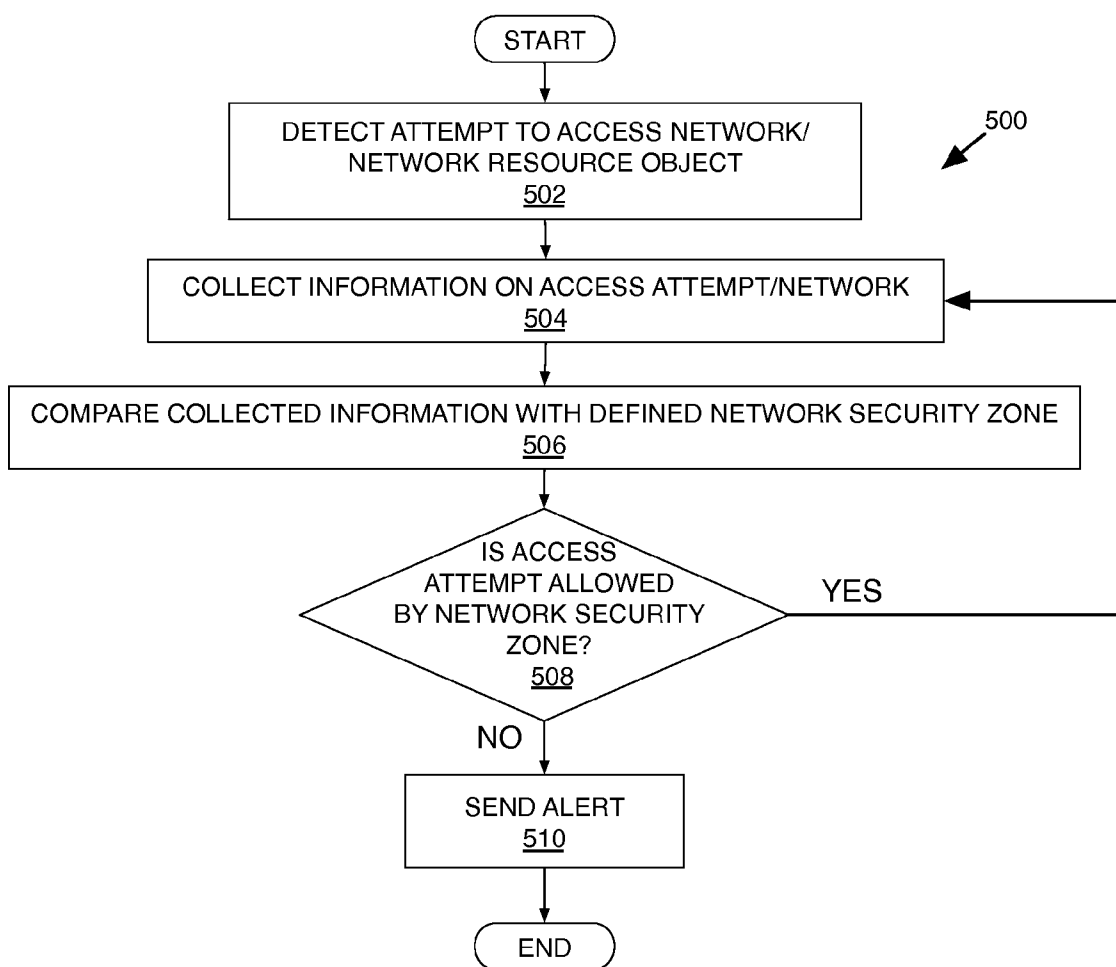 START
DETECT ATTEMPT TO ACCESS NETWORK/
NETWORK RESOURCE OBJECT
502
500
COLLECT INFORMATION ON ACCESS ATTEMPT/NETWORK
504
COMPARE COLLECTED INFORMATION WITH DEFINED NETWORK SECURITY ZONE
506
IS ACCESS
ATTEMPT ALLOWED
BY NETWORK SECURITY
ZONE?
508
YES
NO
SEND ALERT
510
END